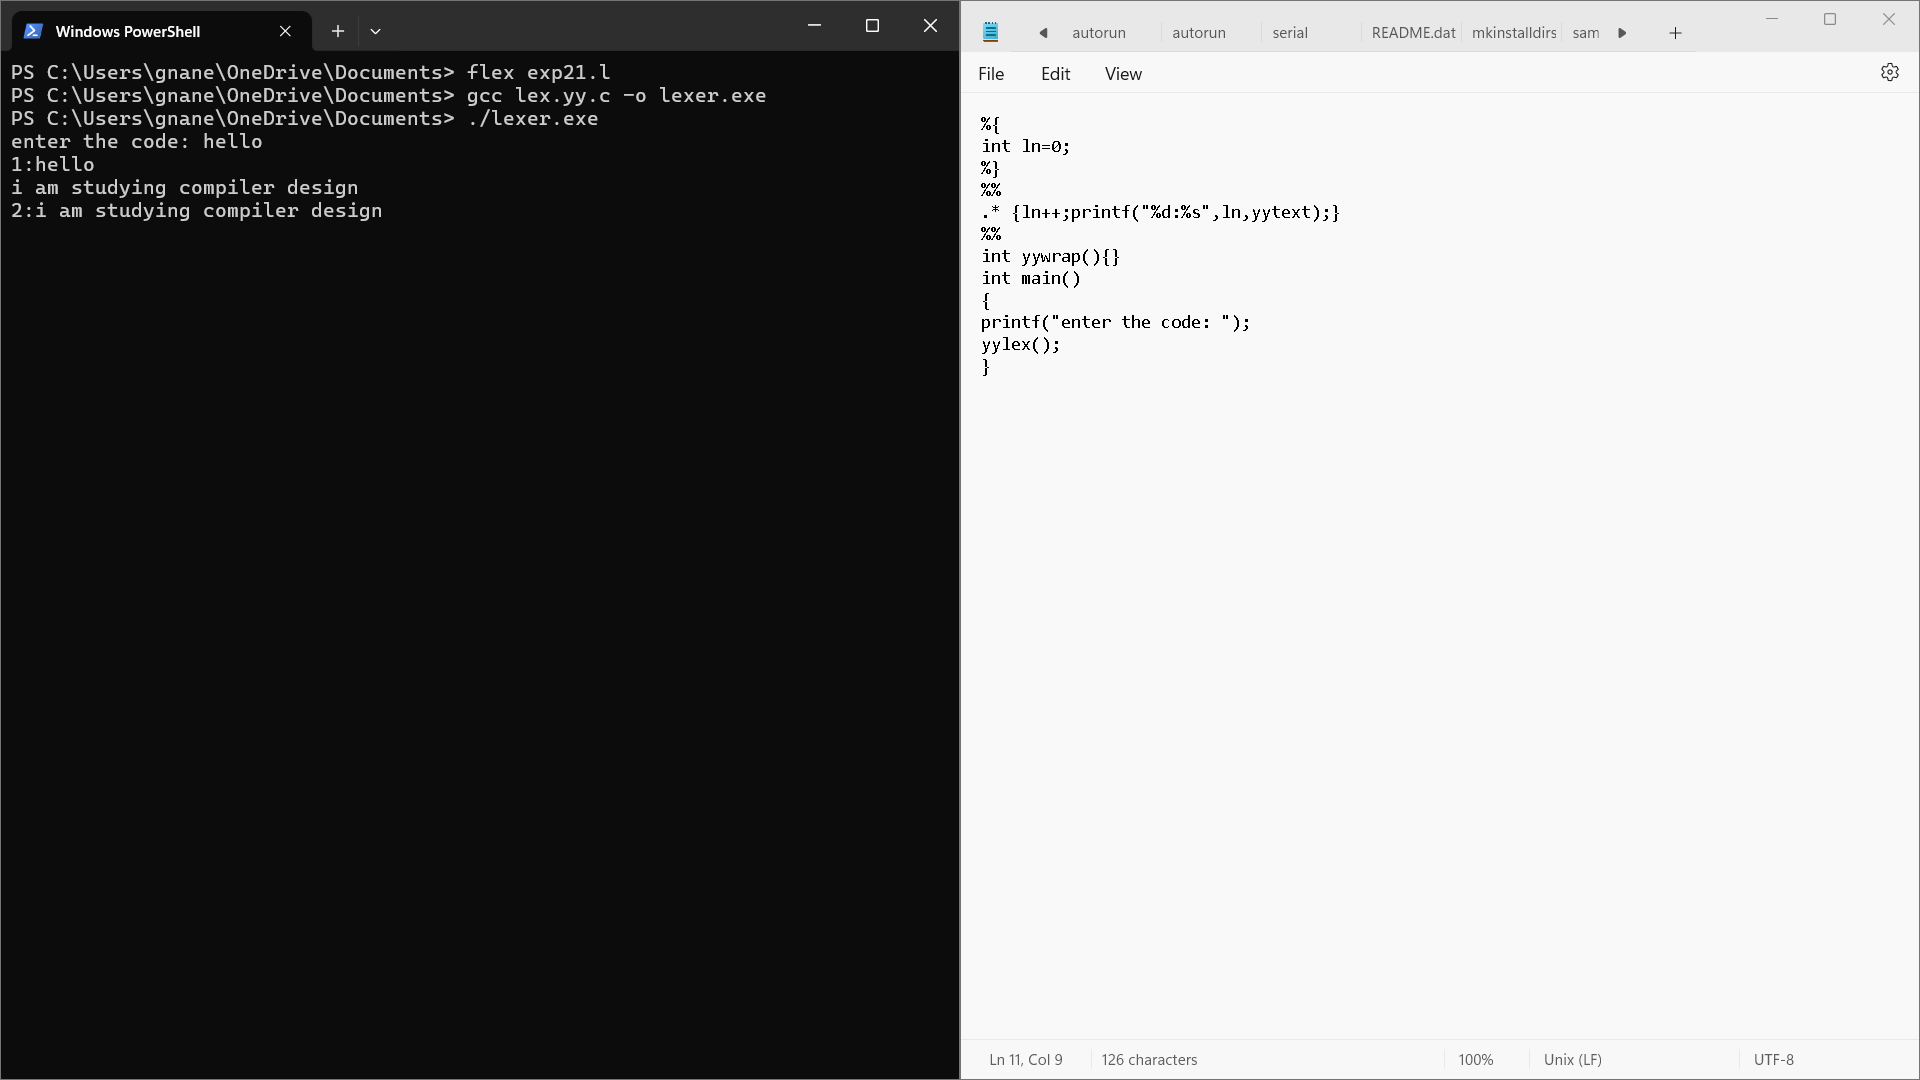 Windows PowerShell
PS C:\Users\gnane\OneDrive\Documents> flex exp21.l
PS C:\Users\gnane\OneDrive\Documents> gcc lex.yy.c -o lexer.exe
PS C:\Users\gnane\OneDrive\Documents> ./lexer.exe
enter the code: hello
1:hello
i am studying compiler design
2:i am studying compiler design
autorun autorun serial README.dat mkinstalldirs sam
File Edit View
%{
int ln=0;
%}
%%
.* {ln++;printf("%d:%s",ln,yytext);}
%%
int yywrap(){}
int main()
{
printf("enter the code: ");
yylex();
}
Ln 11, Col 9 126 characters 100% Unix (LF) UTF-8